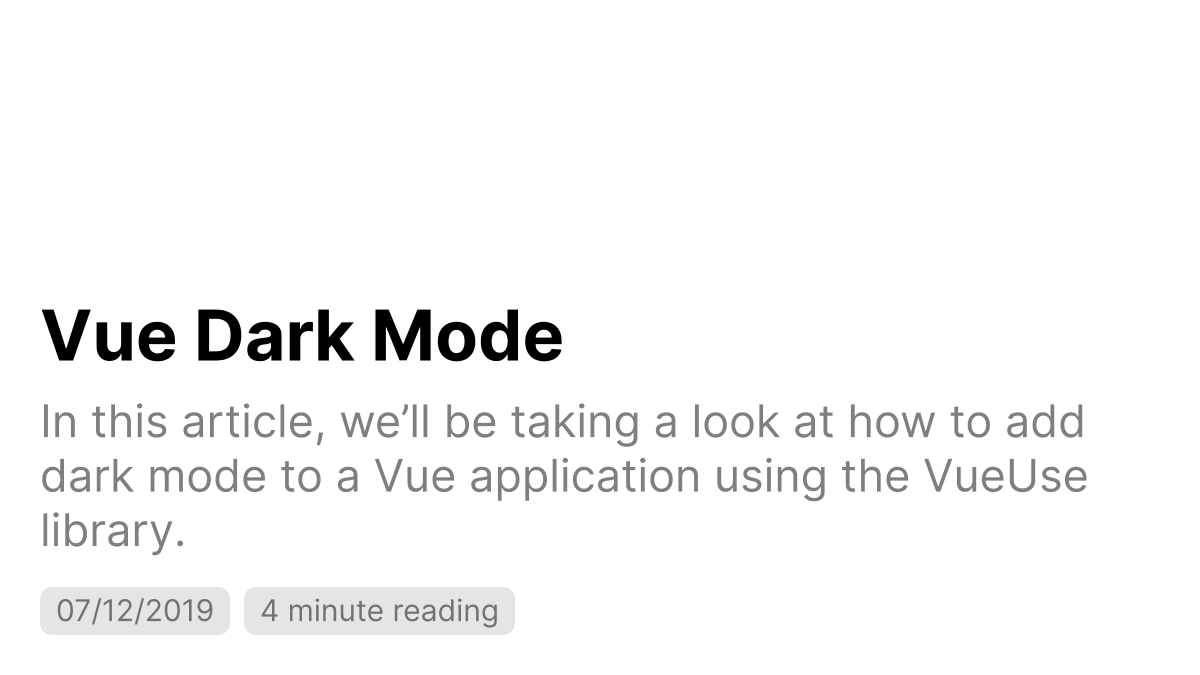 Vue Dark Mode
In this article, we’ll be taking a look at how to add
dark mode to a Vue application using the VueUse
library.
07/12/2019
4 minute reading